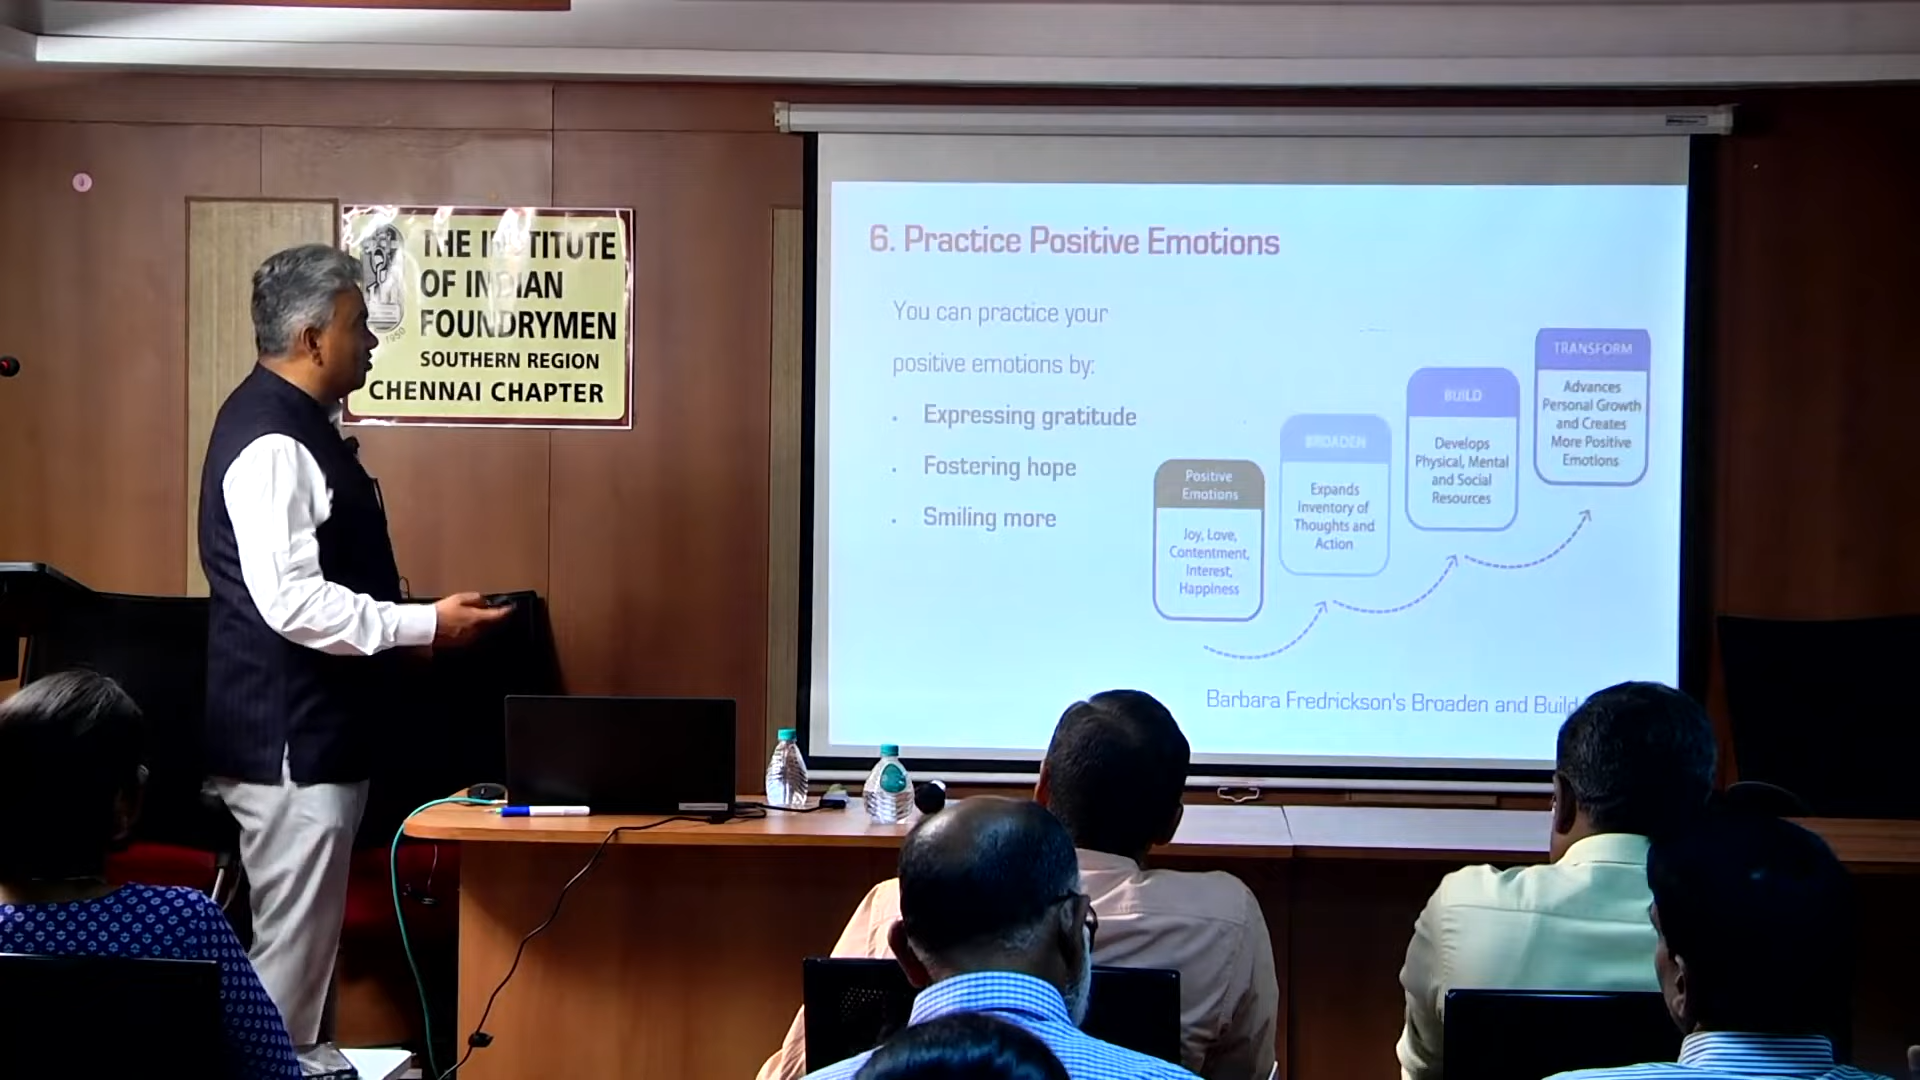 THE INSTITUTE
OF INDIAN
FOUNDRYMEN
SOUTHERN REGION
CHENNAI CHAPTER
1950
6. Practice Positive Emotions
You can practice your
positive emotions by:
. Expressing gratitude
. Fostering hope
. Smiling more
Positive
Emotions
Joy, Love,
Contentment,
Interest,
Happiness
BROADEN
Expands
Inventory of
Thoughts and
Action
BUILD
Develops
Physical, Mental
and Social
Resources
TRANSFORM
Advances
Personal Growth
and Creates
More Positive
Emotions
Barbara Fredrickson's Broaden and Build